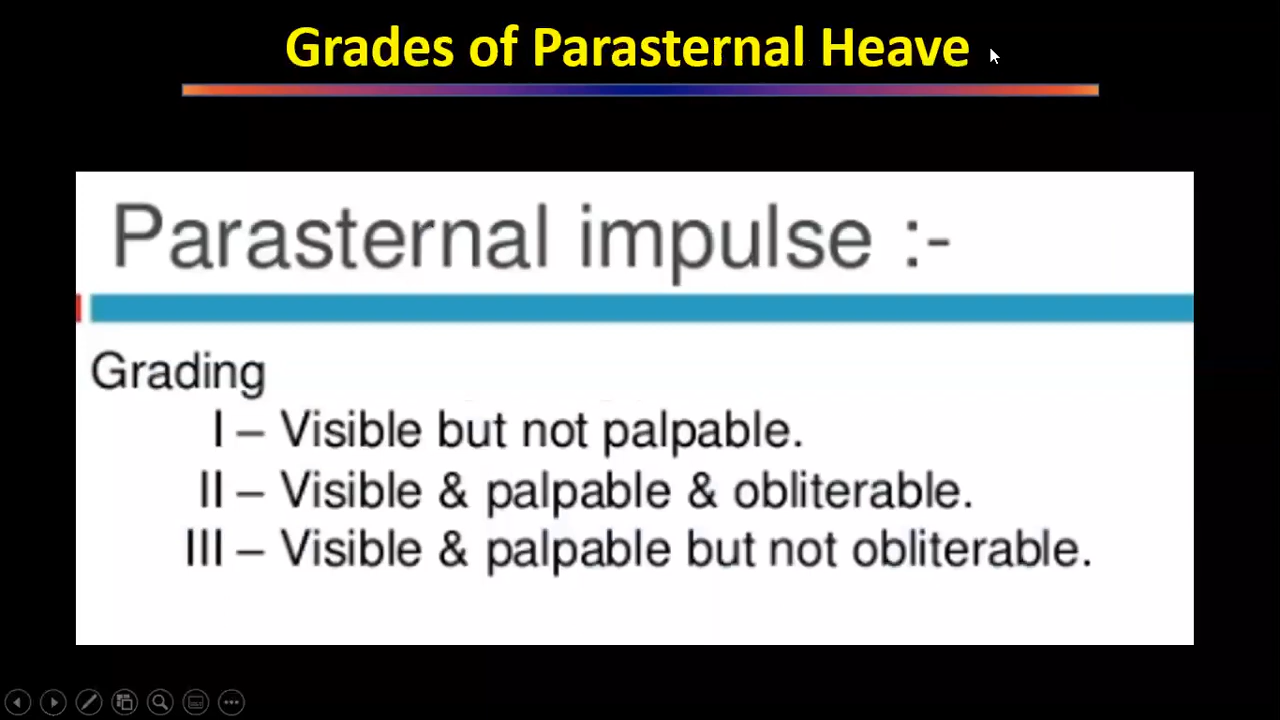 Grades of Parasternal Heave
Parasternal impulse :-
Grading
I – Visible but not palpable.
II – Visible & palpable & obliterable.
III – Visible & palpable but not obliterable.